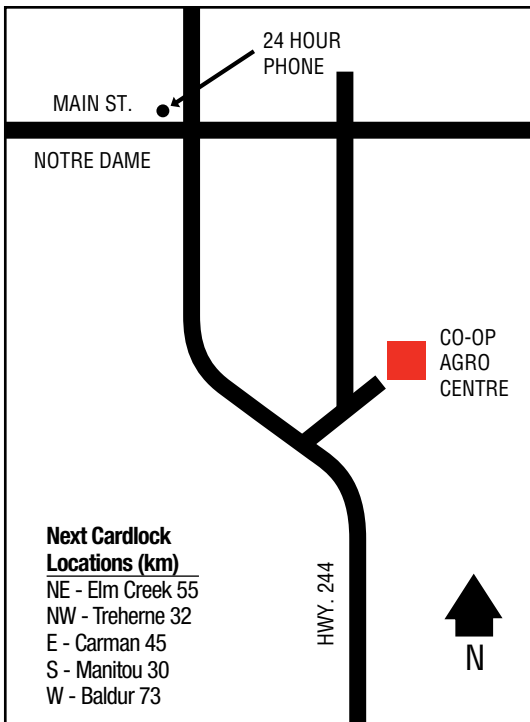 24 HOUR
PHONE
MAIN ST.
NOTRE DAME
CO-OP
AGRO
CENTRE
Next Cardlock
Locations (km)
NE - Elm Creek 55
NW - Treherne 32
E - Carman 45
S - Manitou 30
W - Baldur 73
HWY. 244
N